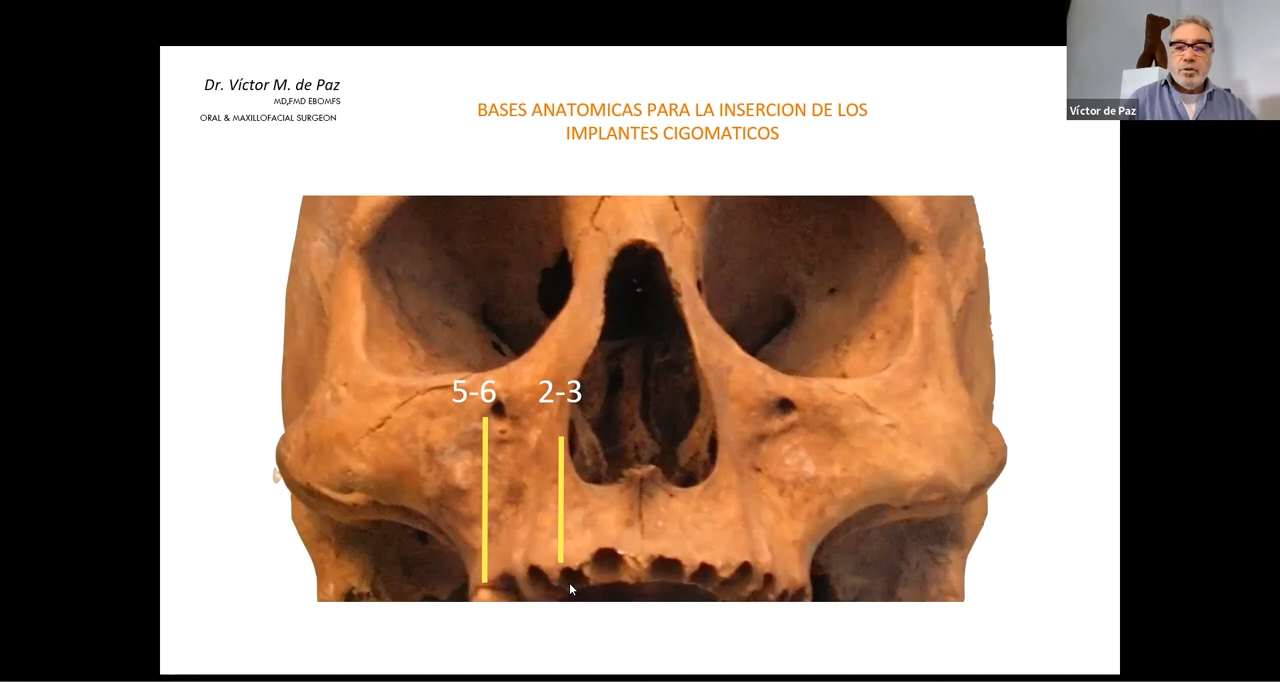 Dr. Víctor M. de Paz
MD,FMD EBOMFS
ORAL & MAXILLOFACIAL SURGEON
BASES ANATOMICAS PARA LA INSERCION DE LOS
IMPLANTES CIGOMATICOS
Víctor de Paz
5-6
2-3